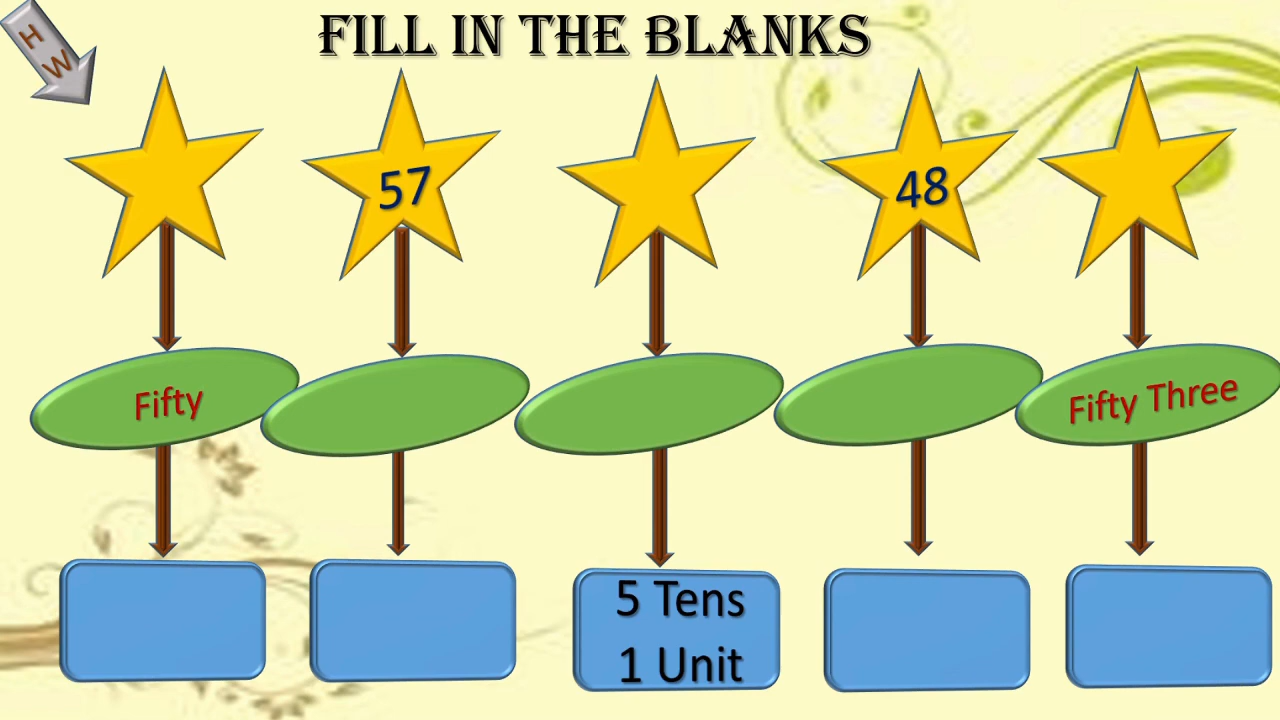 H
W
FILL IN THE BLANKS
57
48
Fifty
Fifty Three
5 Tens
1 Unit